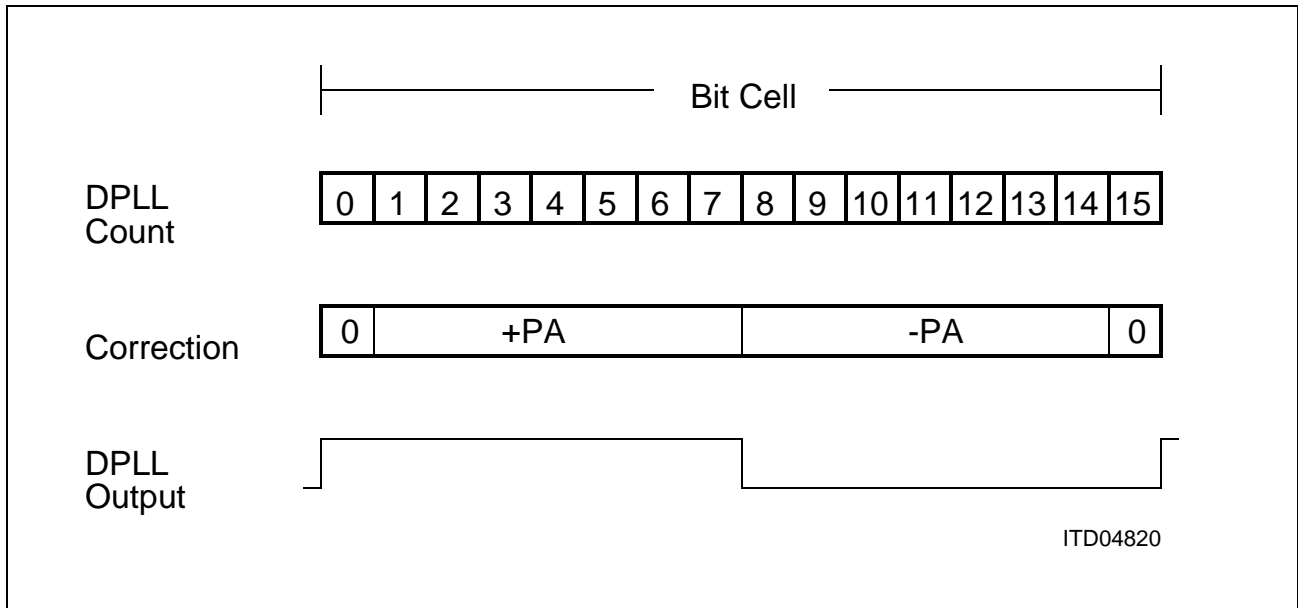 Bit Cell
DPLL
Count
0 1 2 3 4 5 6 7 8 9 10 11 12 13 14 15
Correction
0 +PA -PA 0
DPLL
Output
ITD04820